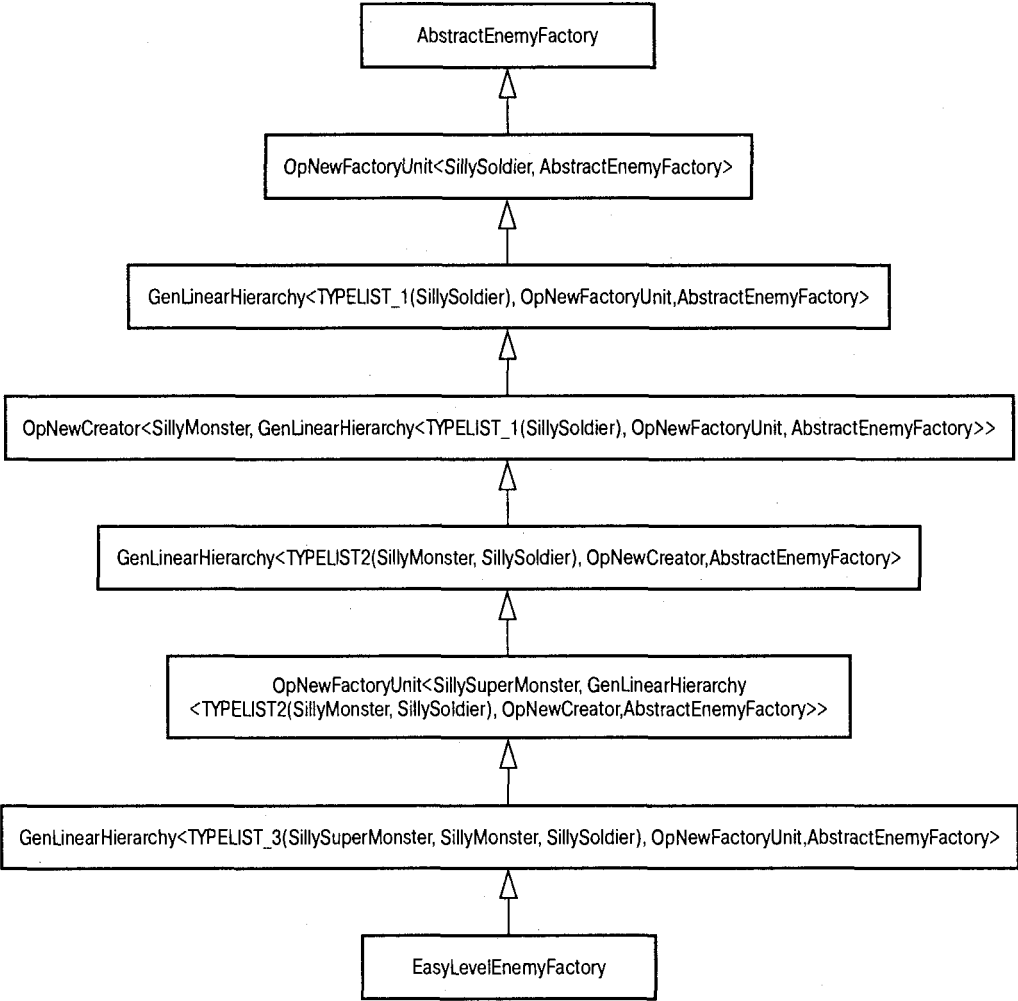 AbstractEnemyFactory
OpNewFactoryUnit<SillySoldier, AbstractEnemyFactory>
GenLinearHierarchy<TYPELIST_1(SillySoldier), OpNewFactoryUnit,AbstractEnemyFactory>
OpNewCreator<SillyMonster, GenLinearHierarchy<TYPELIST_1(SillySoldier), OpNewFactoryUnit, AbstractEnemyFactory>>
GenLinearHierarchy<TYPELIST2(SillyMonster, SillySoldier), OpNewCreator,AbstractEnemyFactory>
OpNewFactoryUnit<SillySuperMonster, GenLinearHierarchy
<TYPELIST2(SillyMonster, SillySoldier), OpNewCreator,AbstractEnemyFactory>>
GenLinearHierarchy<TYPELIST_3(SillySuperMonster, SillyMonster, SillySoldier), OpNewFactoryUnit,AbstractEnemyFactory>
EasyLevelEnemyFactory